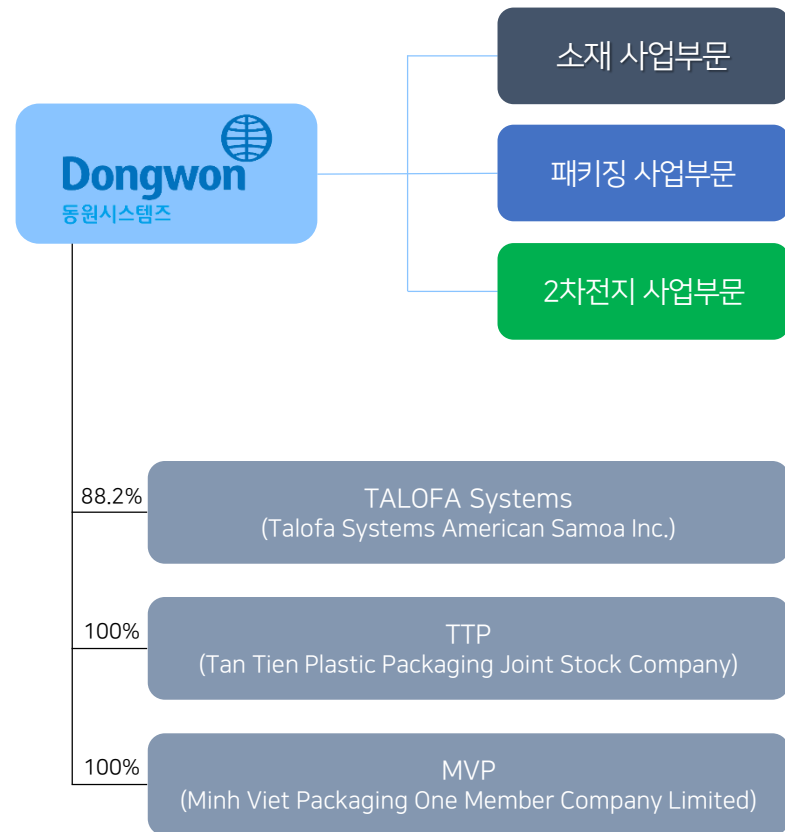 소재 사업부문
Dongwon
동원시스템즈
패키징 사업부문
2차전지 사업부문
88.2%
TALOFA Systems
(Talofa Systems American Samoa Inc.)
100%
TTP
(Tan Tien Plastic Packaging Joint Stock Company)
100%
MVP
(Minh Viet Packaging One Member Company Limited)